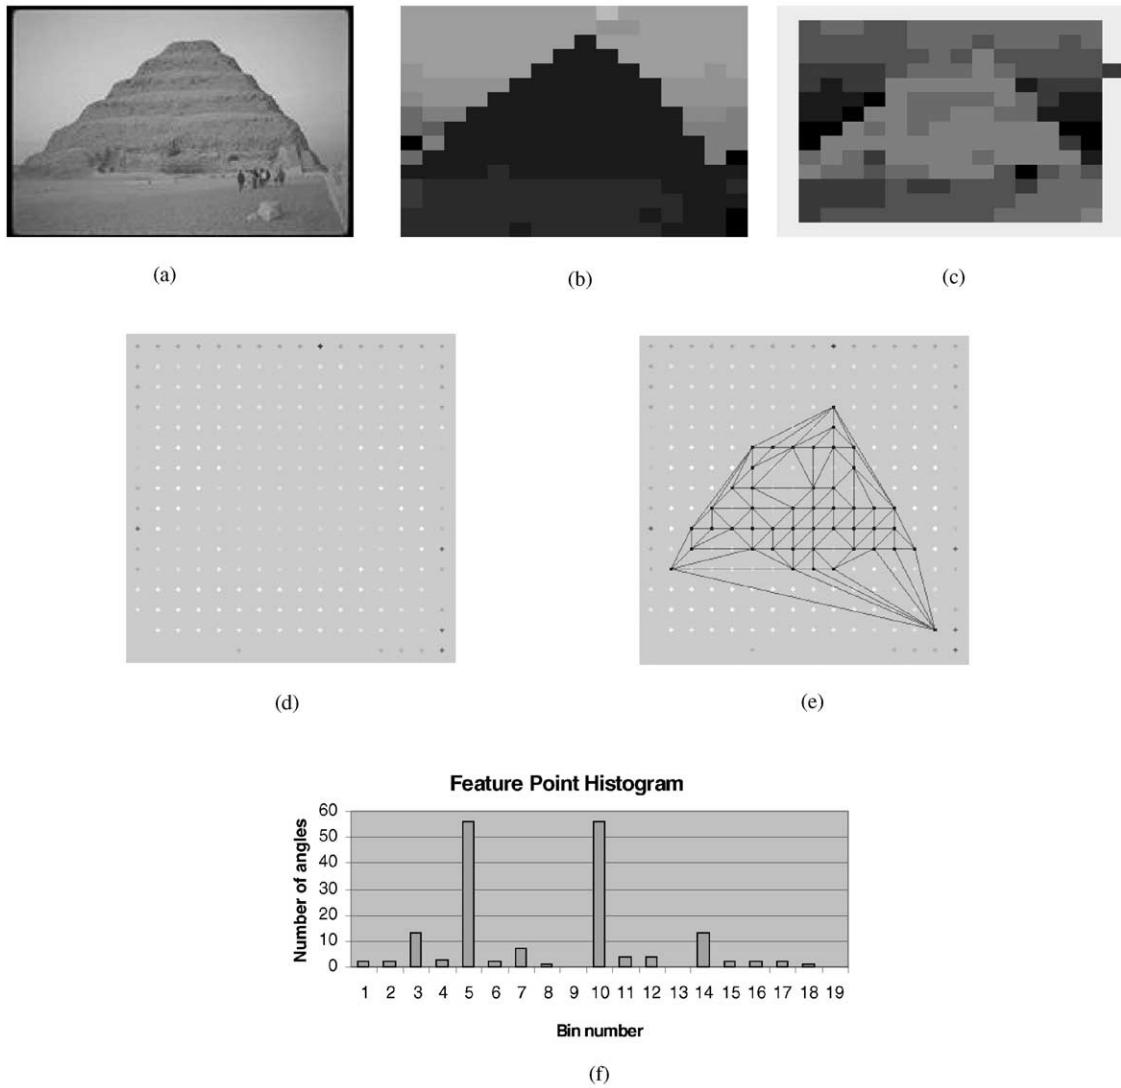 (a)
(b)
(c)
(d)
(e)
Feature Point Histogram
Number of angles
60
50
40
30
20
10
0
1 2 3 4 5 6 7 8 9 10 11 12 13 14 15 16 17 18 19
Bin number
(f)